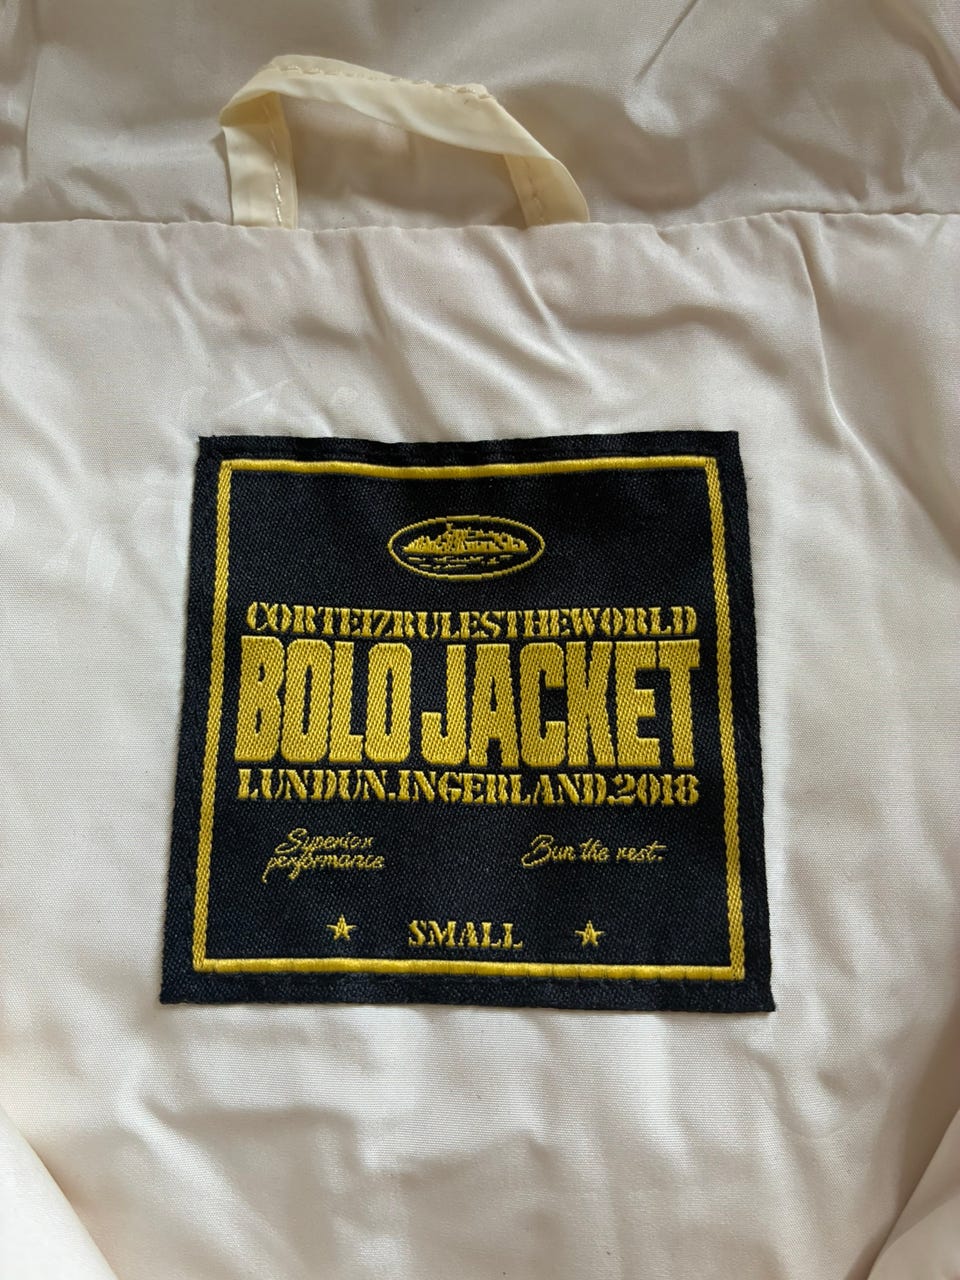 CORTEIZRULESTHEWORLD
BOLO JACKET
LUNDUN.INGERLAND.2018
Superior performance
Bun the rest.
SMALL